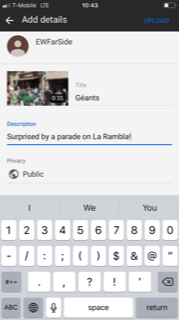 T-Mobile LTE 10:43
Add details UPLOAD
EWFarSide
0:35
Title
Géants
Description
Surprised by a parade on La Rambla!
Privacy
Public
I We You
1 2 3 4 5 6 7 8 9 0
- / : ; ( ) $ & @ "
#+= . , ? ! '
ABC space return